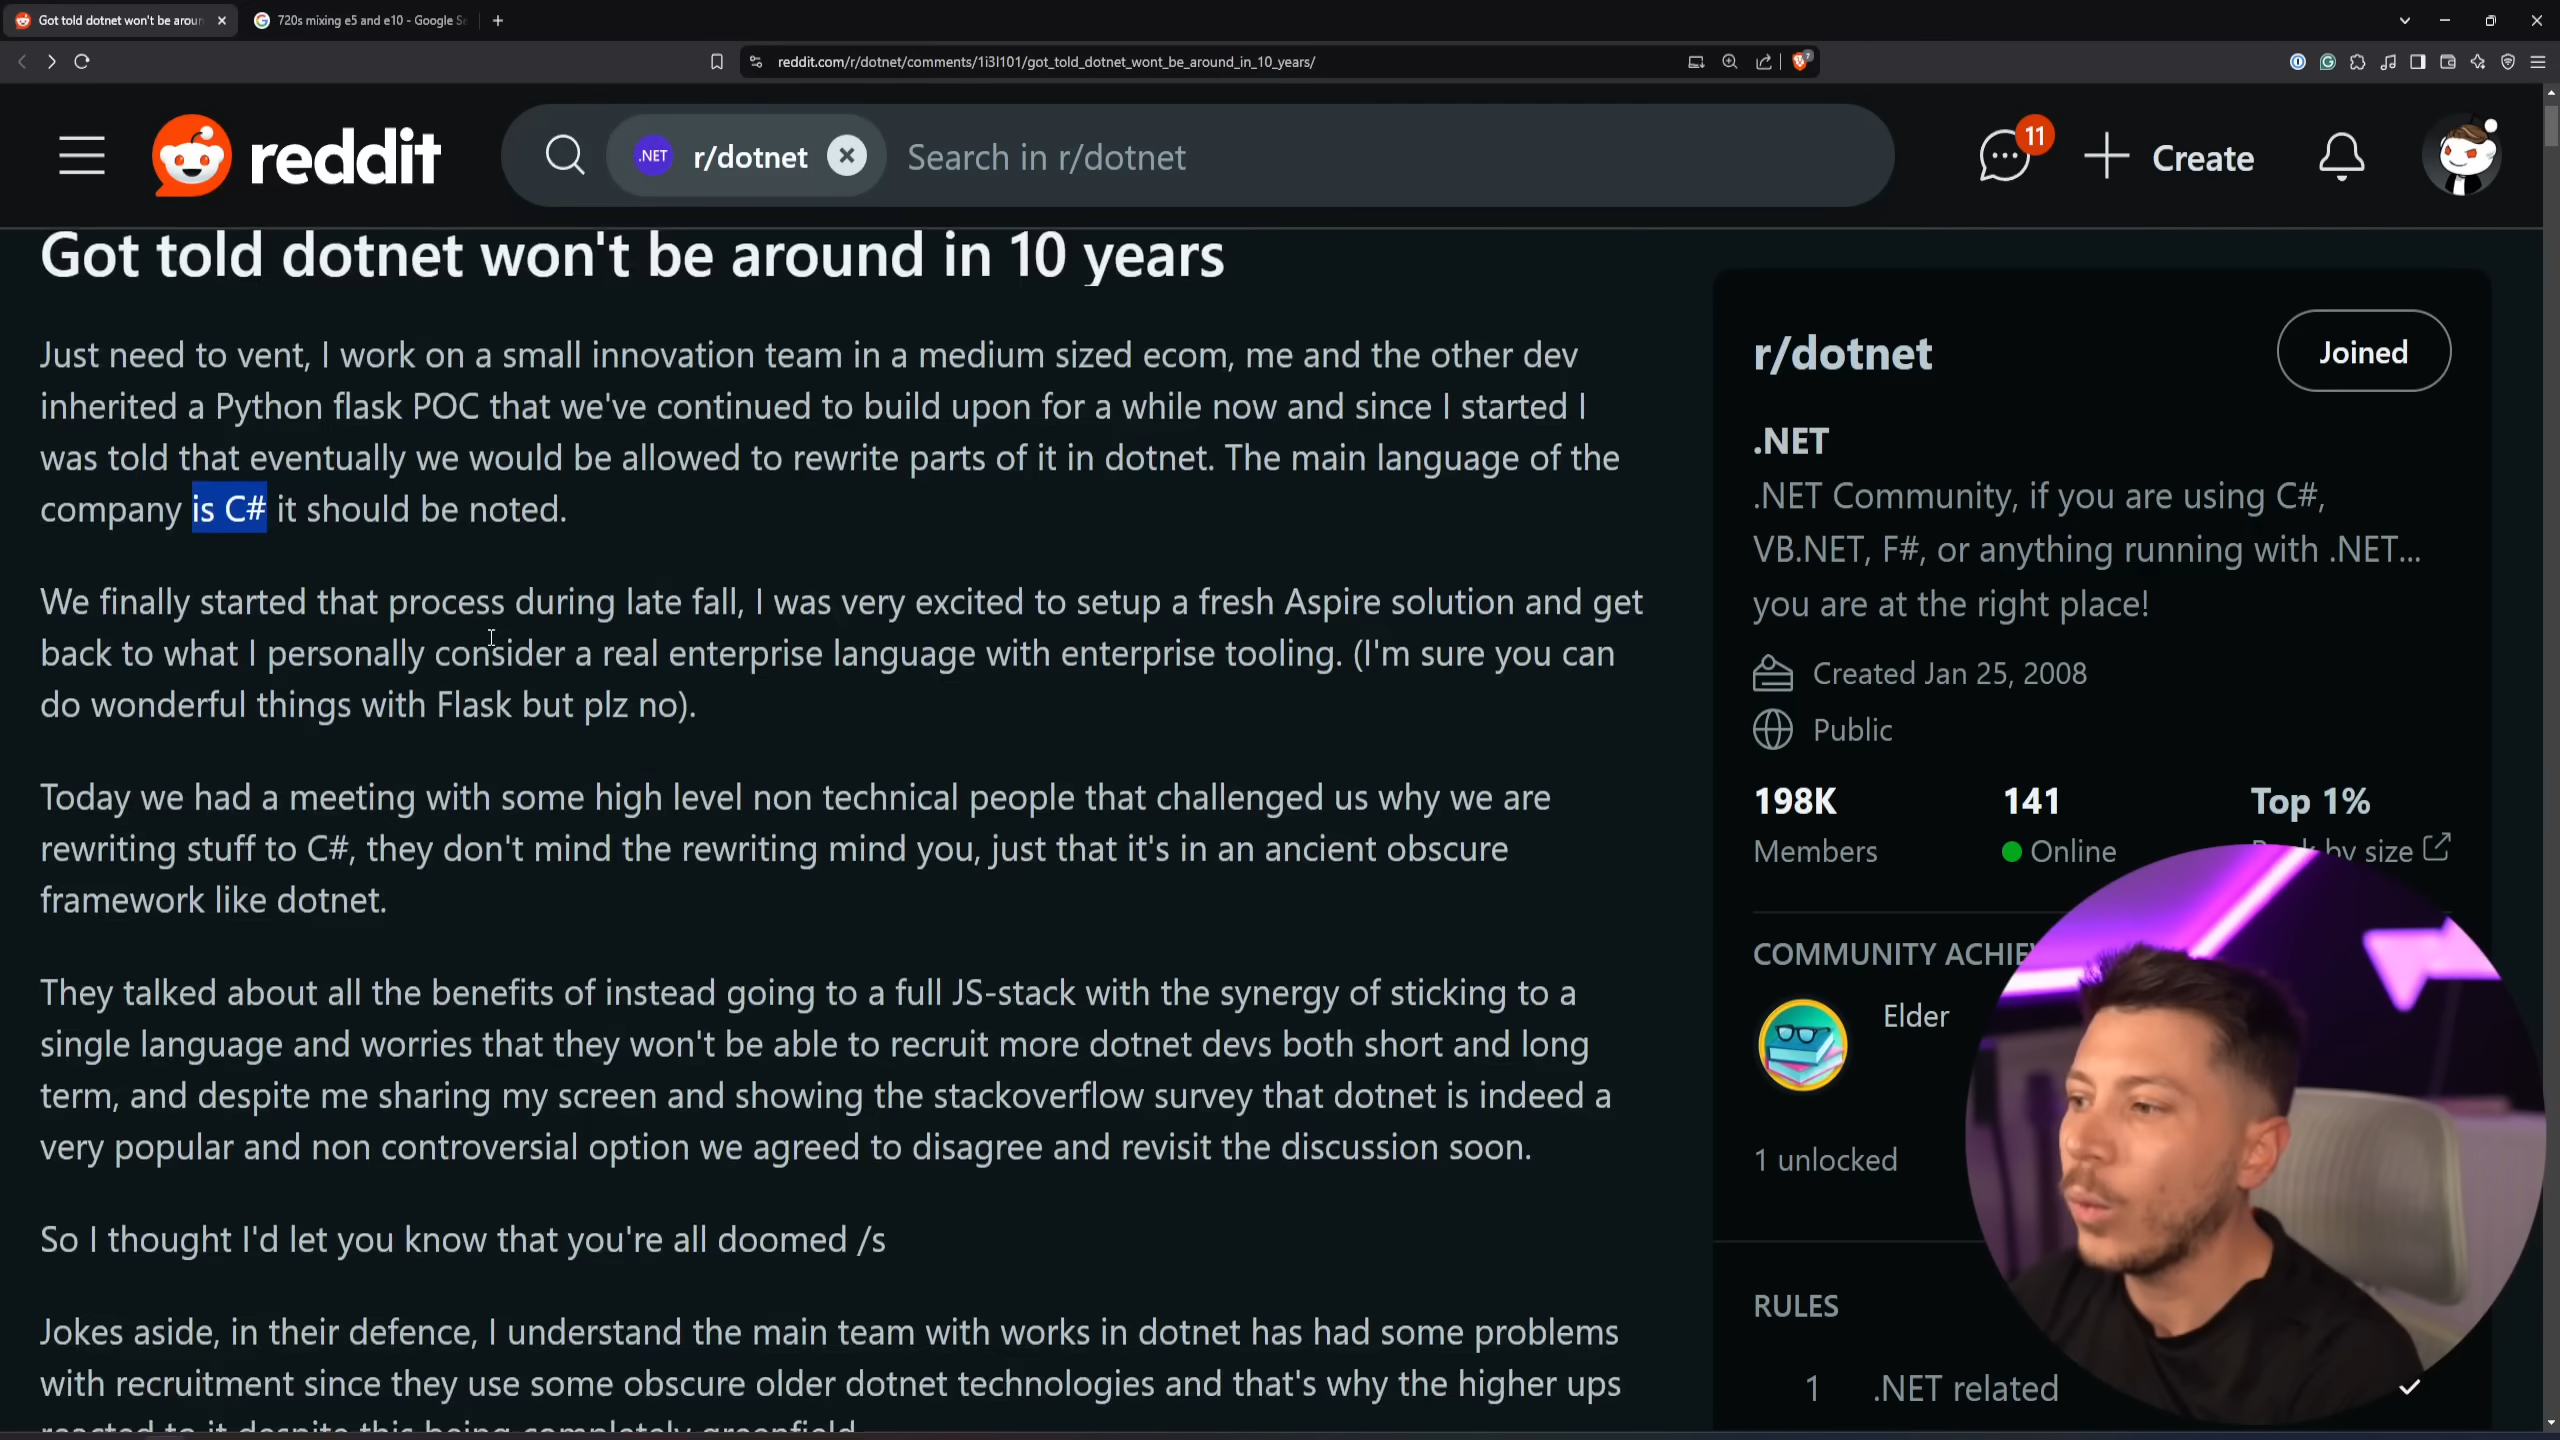 Got told dotnet won't be aroun
720s mixing e5 and e10 - Google Se
reddit.com/r/dotnet/comments/1i3l101/got_told_dotnet_wont_be_around_in_10_years/
7
reddit
.NET
r/dotnet
Search in r/dotnet
11
Create
Got told dotnet won't be around in 10 years
Just need to vent, I work on a small innovation team in a medium sized ecom, me and the other dev
inherited a Python flask POC that we've continued to build upon for a while now and since I started I
was told that eventually we would be allowed to rewrite parts of it in dotnet. The main language of the
company is C# it should be noted.
We finally started that process during late fall, I was very excited to setup a fresh Aspire solution and get
back to what I personally consider a real enterprise language with enterprise tooling. (I'm sure you can
do wonderful things with Flask but plz no).
Today we had a meeting with some high level non technical people that challenged us why we are
rewriting stuff to C#, they don't mind the rewriting mind you, just that it's in an ancient obscure
framework like dotnet.
They talked about all the benefits of instead going to a full JS-stack with the synergy of sticking to a
single language and worries that they won't be able to recruit more dotnet devs both short and long
term, and despite me sharing my screen and showing the stackoverflow survey that dotnet is indeed a
very popular and non controversial option we agreed to disagree and revisit the discussion soon.
So I thought I'd let you know that you're all doomed /s
Jokes aside, in their defence, I understand the main team with works in dotnet has had some problems
with recruitment since they use some obscure older dotnet technologies and that's why the higher ups
reacted to it despite this being completely greenfield
r/dotnet
Joined
.NET
.NET Community, if you are using C#,
VB.NET, F#, or anything running with .NET...
you are at the right place!
Created Jan 25, 2008
Public
198K
141
Top 1%
Members
Online
by size
COMMUNITY ACHIE
Elder
1 unlocked
RULES
1
.NET related